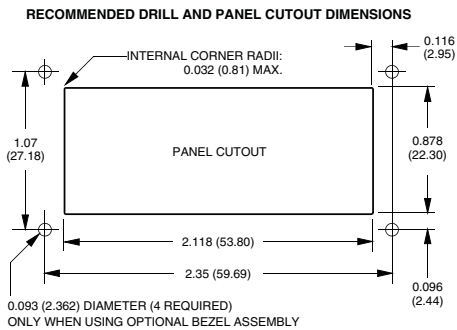 RECOMMENDED DRILL AND PANEL CUTOUT DIMENSIONS
INTERNAL CORNER RADII:
0.032 (0.81) MAX.
0.116
(2.95)
1.07
(27.18)
PANEL CUTOUT
0.878
(22.30)
2.118 (53.80)
2.35 (59.69)
0.096
(2.44)
0.093 (2.362) DIAMETER (4 REQUIRED)
ONLY WHEN USING OPTIONAL BEZEL ASSEMBLY